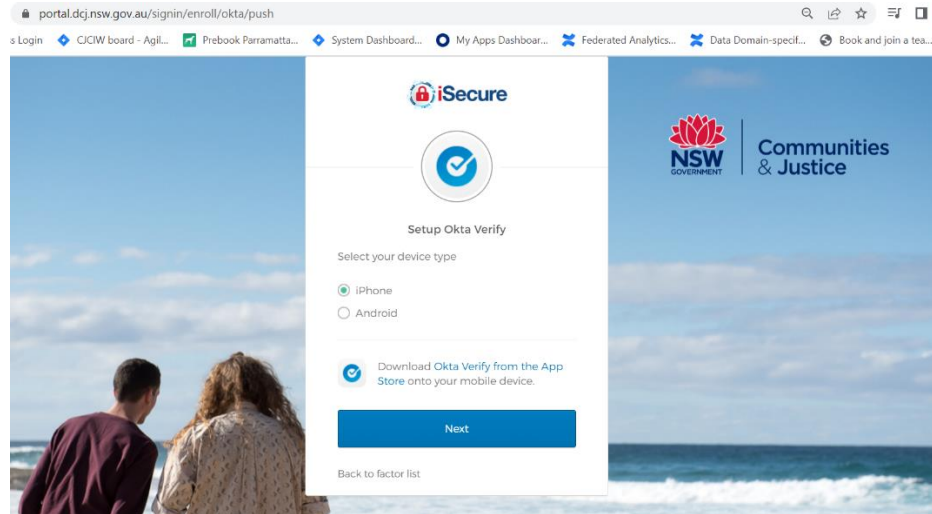 portal.dcj.nsw.gov.au/signin/enroll/okta/push
s Login CJCIW board - Agil... Prebook Parramatta... System Dashboard... My Apps Dashboar... Federated Analytics... Data Domain-specif... Book and join a tea...
iSecure
NSW
GOVERNMENT
Communities
& Justice
Setup Okta Verify
Select your device type
iPhone
Android
Download Okta Verify from the App
Store onto your mobile device.
Next
Back to factor list